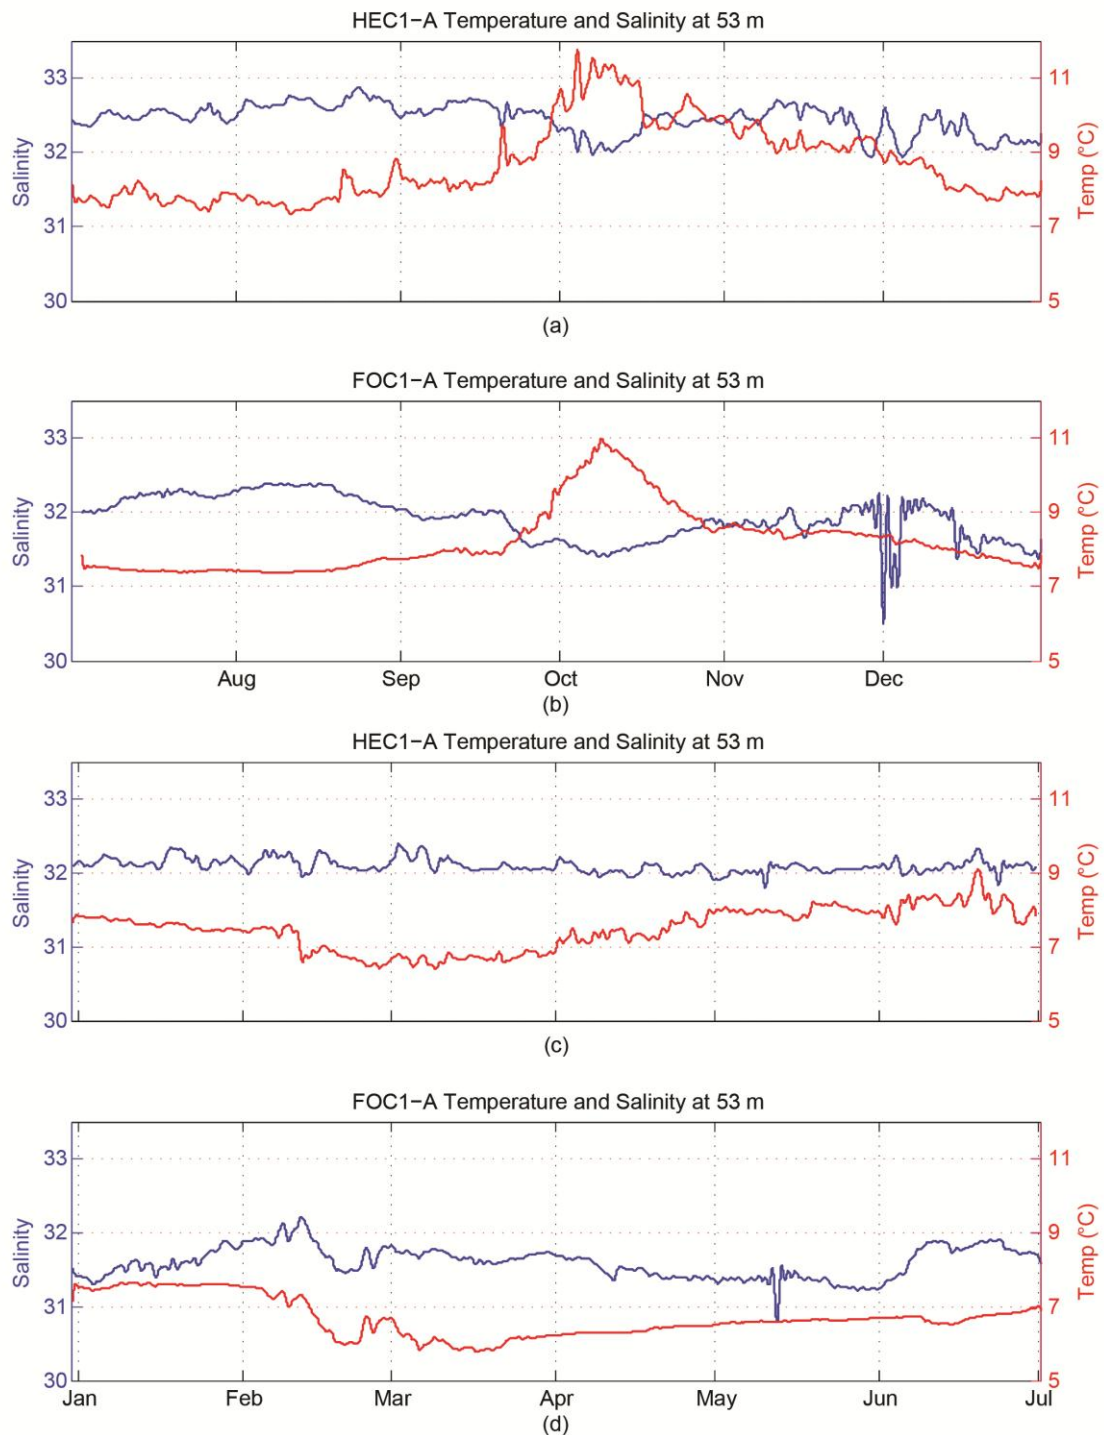 HEC1−A Temperature and Salinity at 53 m
33
32
31
30
Salinity
11
9
7
5
Temp (°C)
(a)
FOC1−A Temperature and Salinity at 53 m
33
32
31
30
Salinity
11
9
7
5
Temp (°C)
Aug Sep Oct Nov Dec
(b)
HEC1−A Temperature and Salinity at 53 m
33
32
31
30
Salinity
11
9
7
5
Temp (°C)
(c)
FOC1−A Temperature and Salinity at 53 m
33
32
31
30
Salinity
11
9
7
5
Temp (°C)
Jan Feb Mar Apr May Jun Jul
(d)